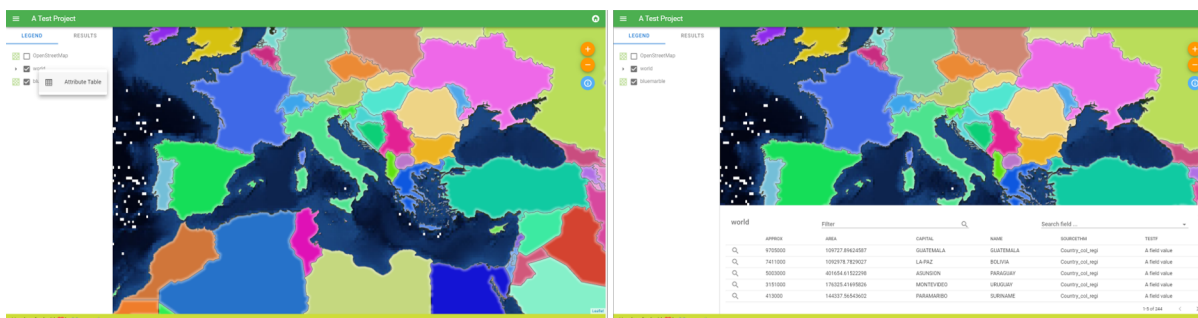 A Test Project
LEGEND RESULTS
OpenStreetMap
world
Attribute Table
Leaflet
A Test Project
LEGEND RESULTS
OpenStreetMap
world
bluemarble
world Filter Search field ...
APPROX AREA CAPITAL NAME SOURCETHM TESTF
9705000 109727.89624587 GUATEMALA GUATEMALA Country_col_regi A field value
7411000 1092978.7829027 LA-PAZ BOLIVIA Country_col_regi A field value
5003000 401654.61522298 ASUNSION PARAGUAY Country_col_regi A field value
3151000 176325.41695826 MONTEVIDEO URUGUAY Country_col_regi A field value
413000 144337.56543602 PARAMARIBO SURINAME Country_col_regi A field value
1-5 of 244